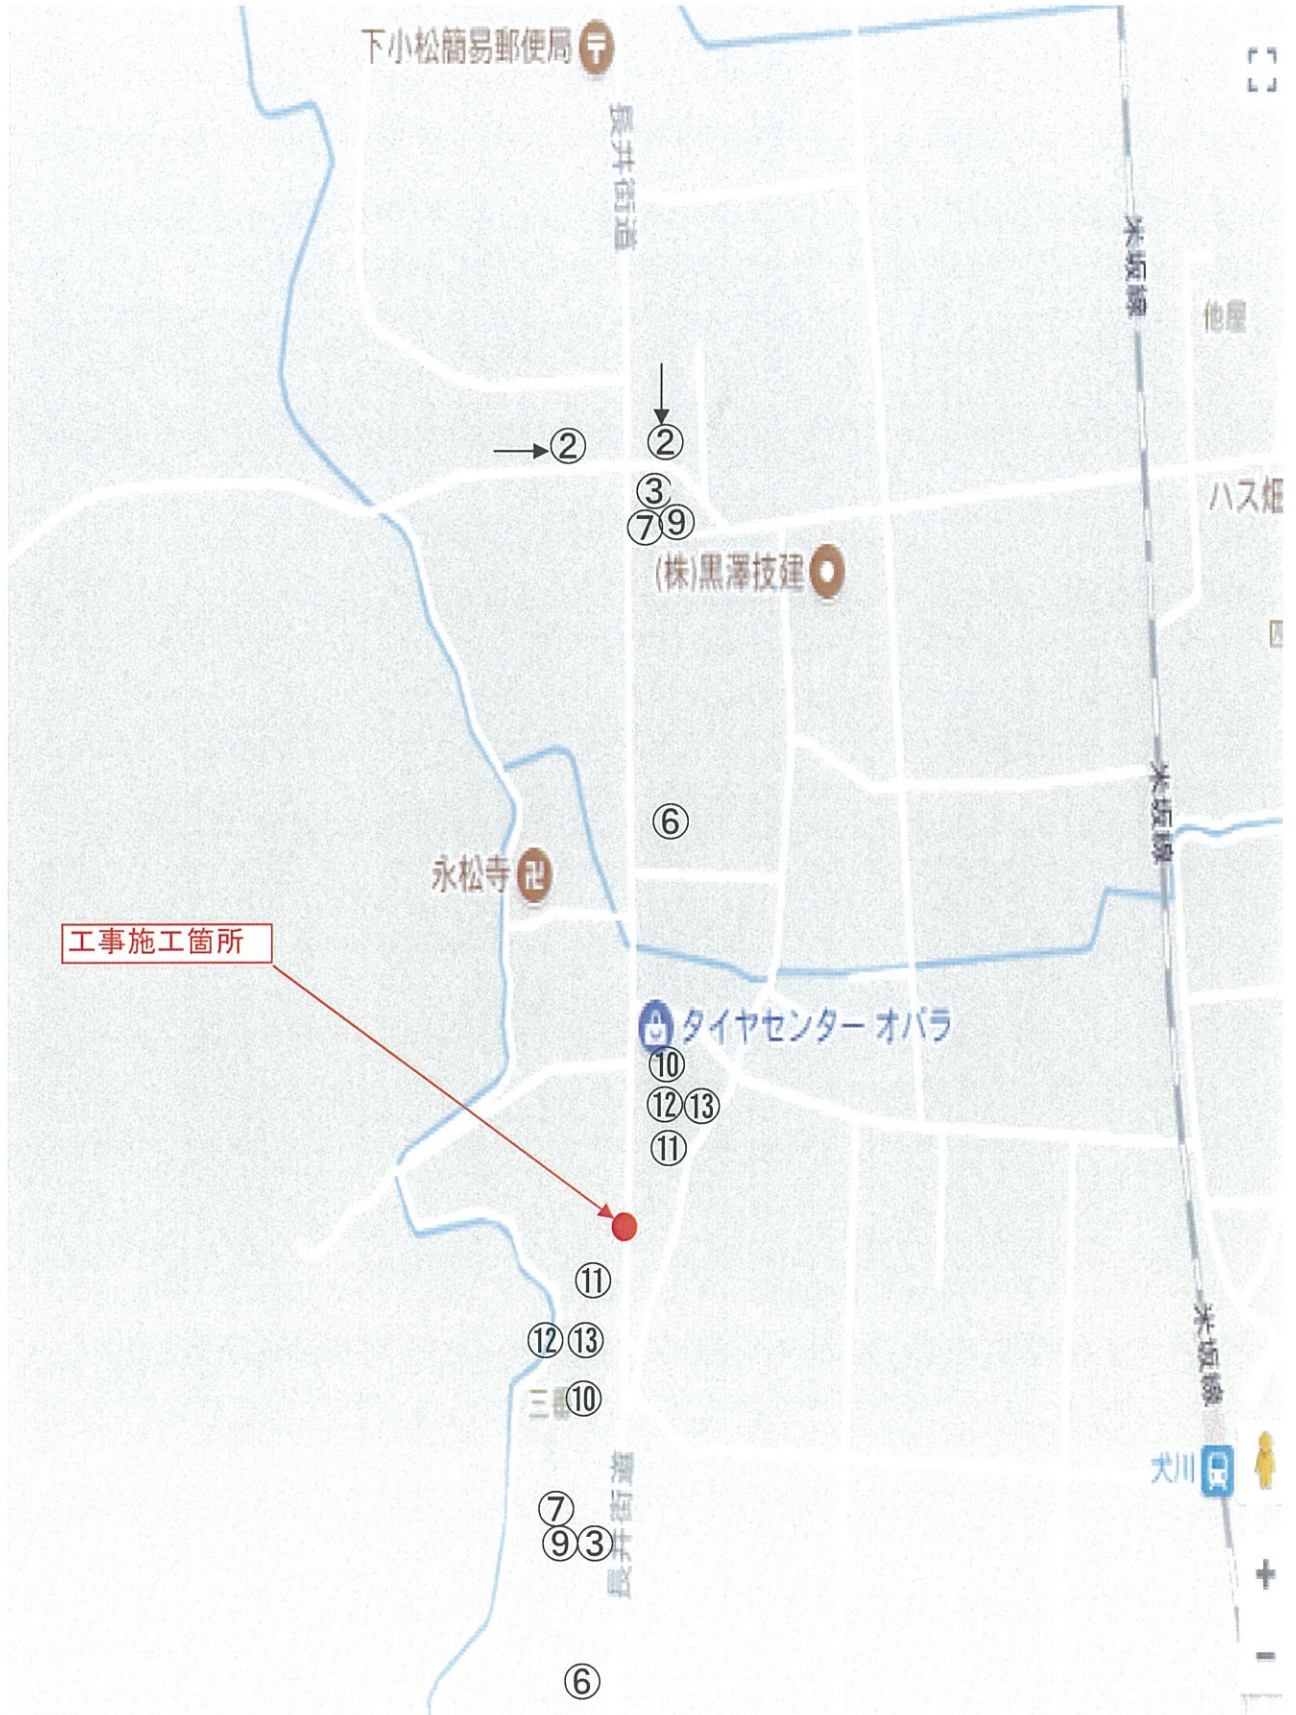 下小松簡易郵便局
長井街道
米坂線
他屋
②
②
③
⑦⑨
ハス畑
(株)黒澤技建
⑥
米坂線
永松寺
工事施工箇所
タイヤセンター オバラ
⑩
⑫⑬
⑪
⑪
⑫ ⑬
⑩
米坂線
長井街道
犬川
⑦
⑨③
+
−
⑥